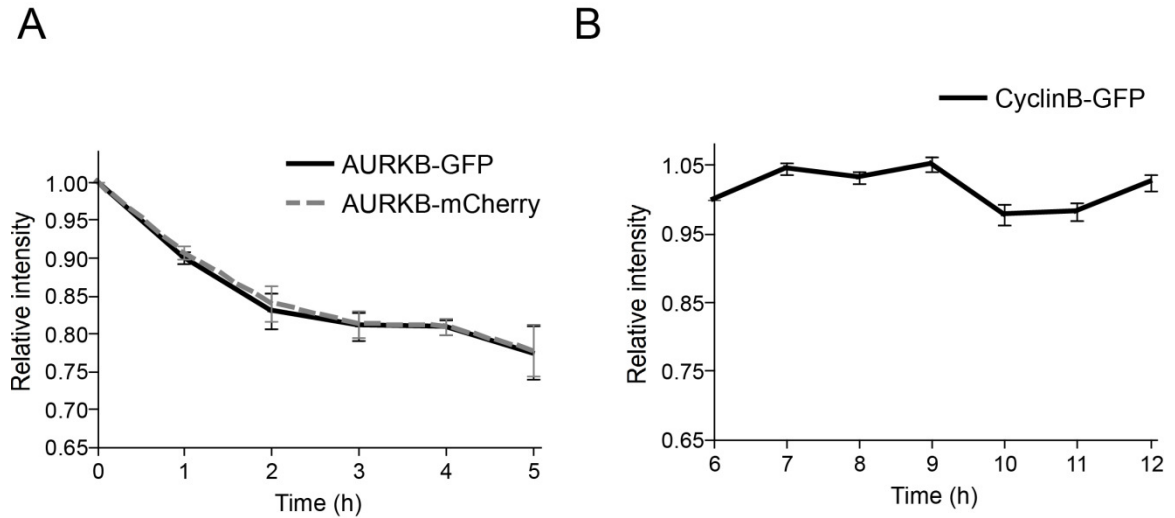 A
AURKB-GFP
AURKB-mCherry
Relative intensity
1.00
0.95
0.90
0.85
0.80
0.75
0.70
0.65
0 1 2 3 4 5
Time (h)
B
CyclinB-GFP
Relative intensity
1.05
0.95
0.85
0.75
0.65
6 7 8 9 10 11 12
Time (h)